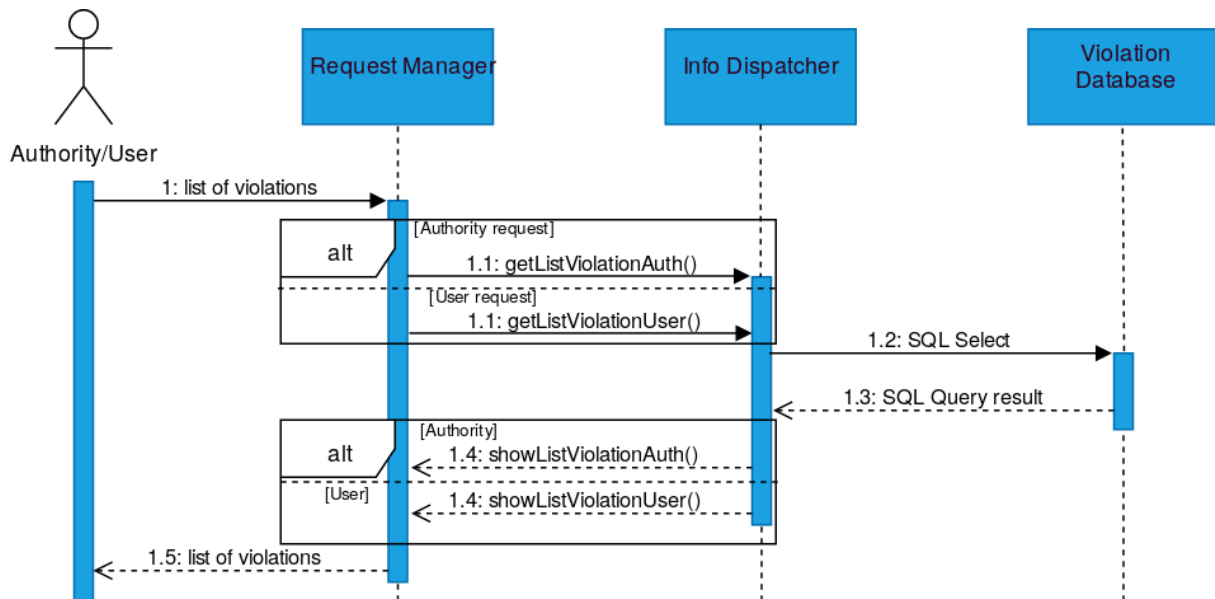 Request Manager
Info Dispatcher
Violation
Database
Authority/User
1: list of violations
alt
[Authority request]
1.1: getListViolationAuth()
[User request]
1.1: getListViolationUser()
1.2: SQL Select
1.3: SQL Query result
alt
[Authority]
1.4: showListViolationAuth()
[User]
1.4: showListViolationUser()
1.5: list of violations